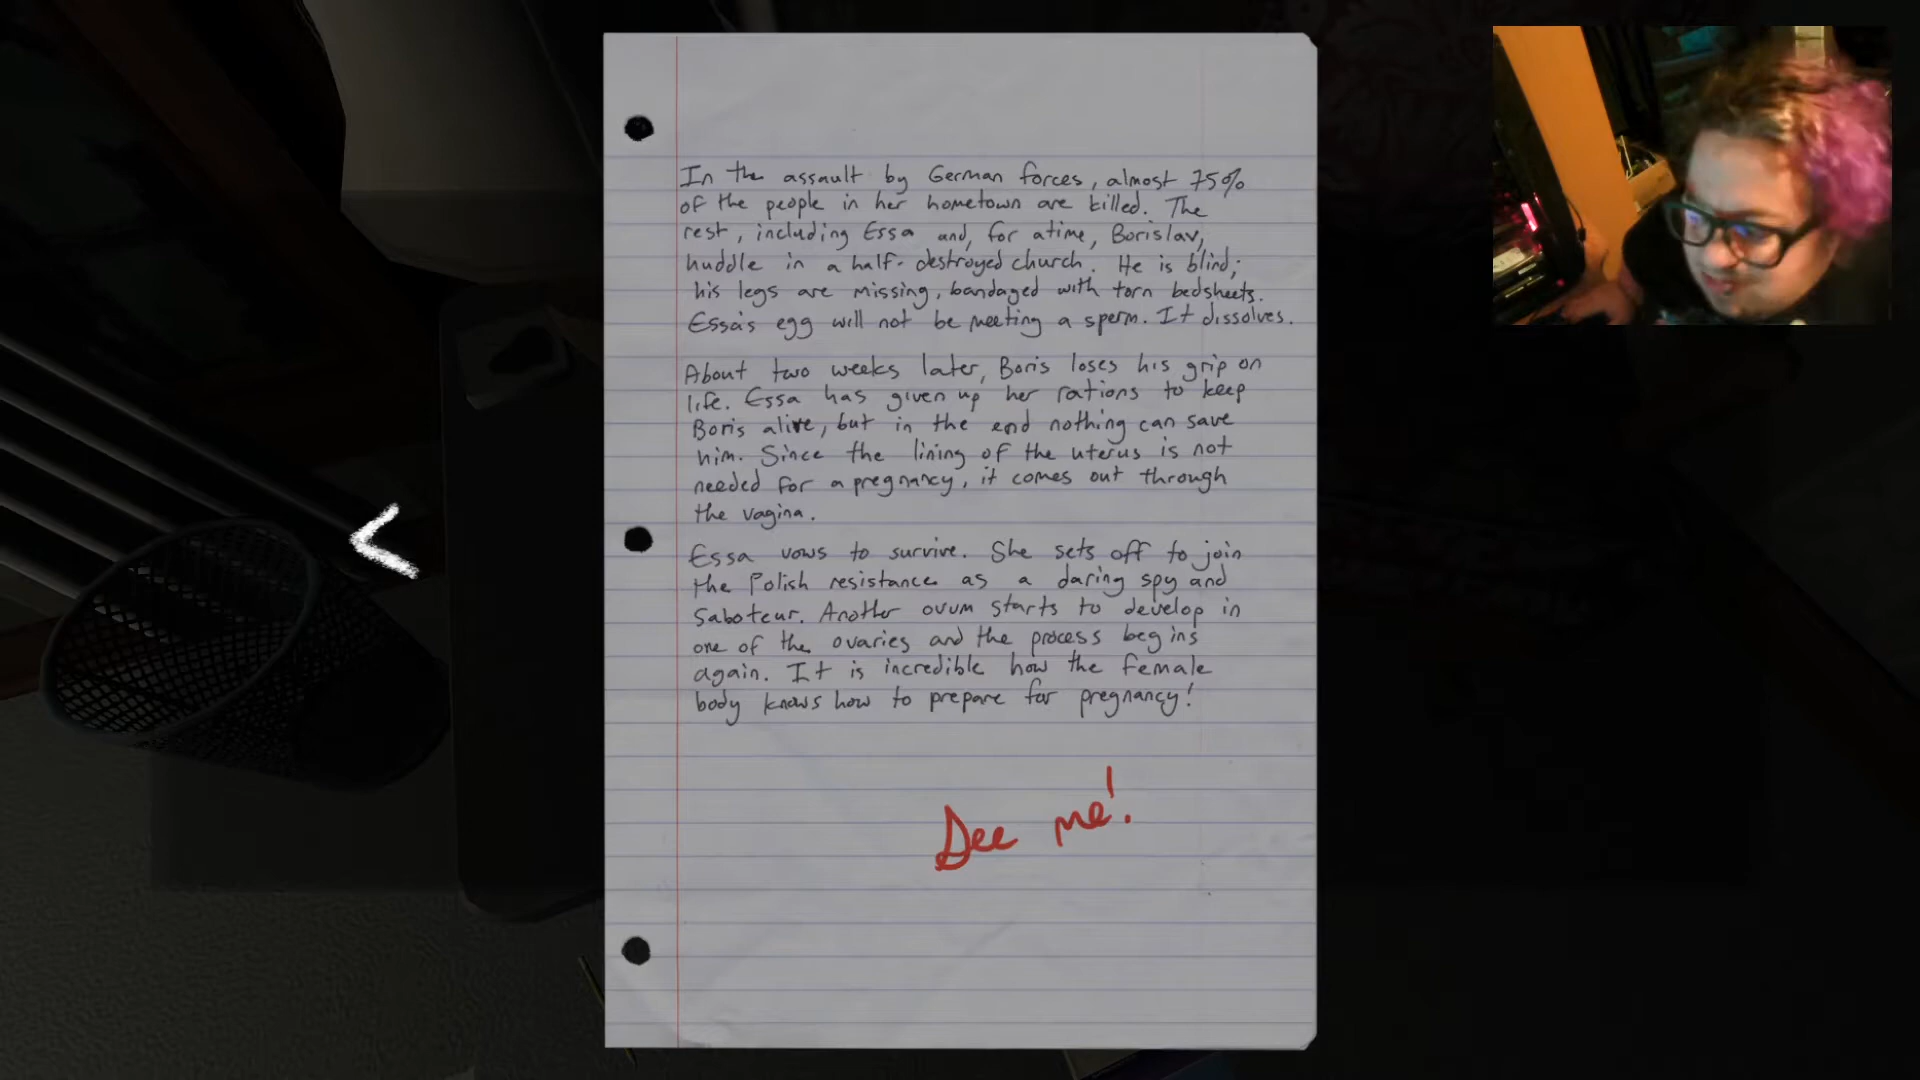 In the assault by German forces, almost 75%
of the people in her hometown are killed. The
rest, including Essa and, for atime, Borislav,
huddle in a half-destroyed church. He is blind;
his legs are missing, bandaged with torn bedsheets.
Essa's egg will not be meeting a sperm. It dissolves.
About two weeks later, Boris loses his grip on
life. Essa has given up her rations to keep
Boris alive, but in the end nothing can save
him. Since the lining of the uterus is not
needed for a pregnancy, it comes out through
the vagina.
Essa vows to survive. She sets off to join
the Polish resistance as a daring spy and
saboteur. Another ovum starts to develop in
one of the ovaries and the process begins
again. It is incredible how the female
body knows how to prepare for pregnancy!
See me!